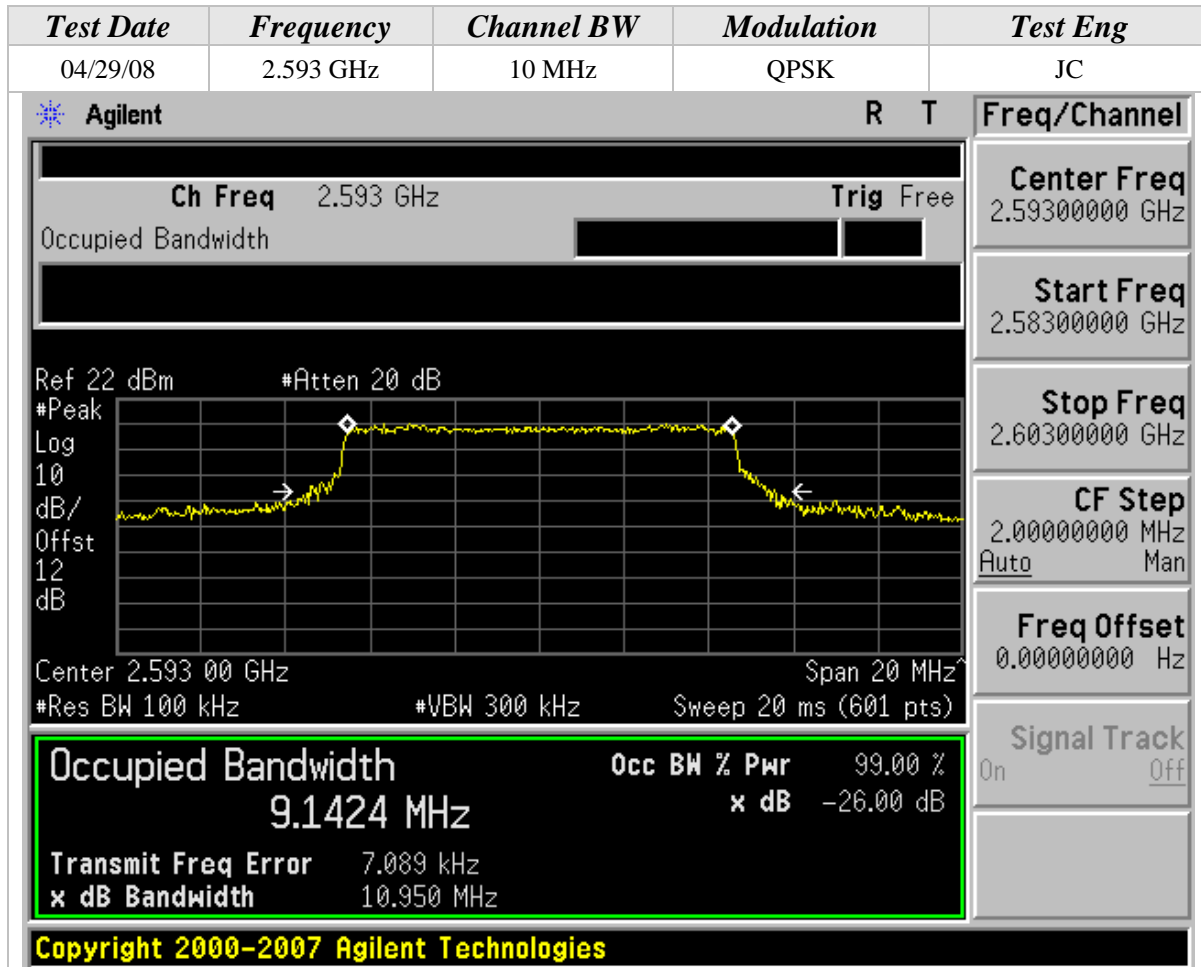 Test Date Frequency Channel BW Modulation Test Eng
04/29/08 2.593 GHz 10 MHz QPSK JC
Agilent R T Freq/Channel
Ch Freq 2.593 GHz Trig Free
Occupied Bandwidth
Center Freq
2.59300000 GHz
Start Freq
2.58300000 GHz
Stop Freq
2.60300000 GHz
CF Step
2.00000000 MHz
Auto Man
Freq Offset
0.00000000 Hz
Signal Track
On Off
Ref 22 dBm #Atten 20 dB
#Peak
Log
10
dB/
Offst
12
dB
Center 2.593 00 GHz Span 20 MHz^
#Res BW 100 kHz #VBW 300 kHz Sweep 20 ms (601 pts)
Occupied Bandwidth Occ BW % Pwr 99.00 %
9.1424 MHz x dB -26.00 dB
Transmit Freq Error 7.089 kHz
x dB Bandwidth 10.950 MHz
Copyright 2000-2007 Agilent Technologies